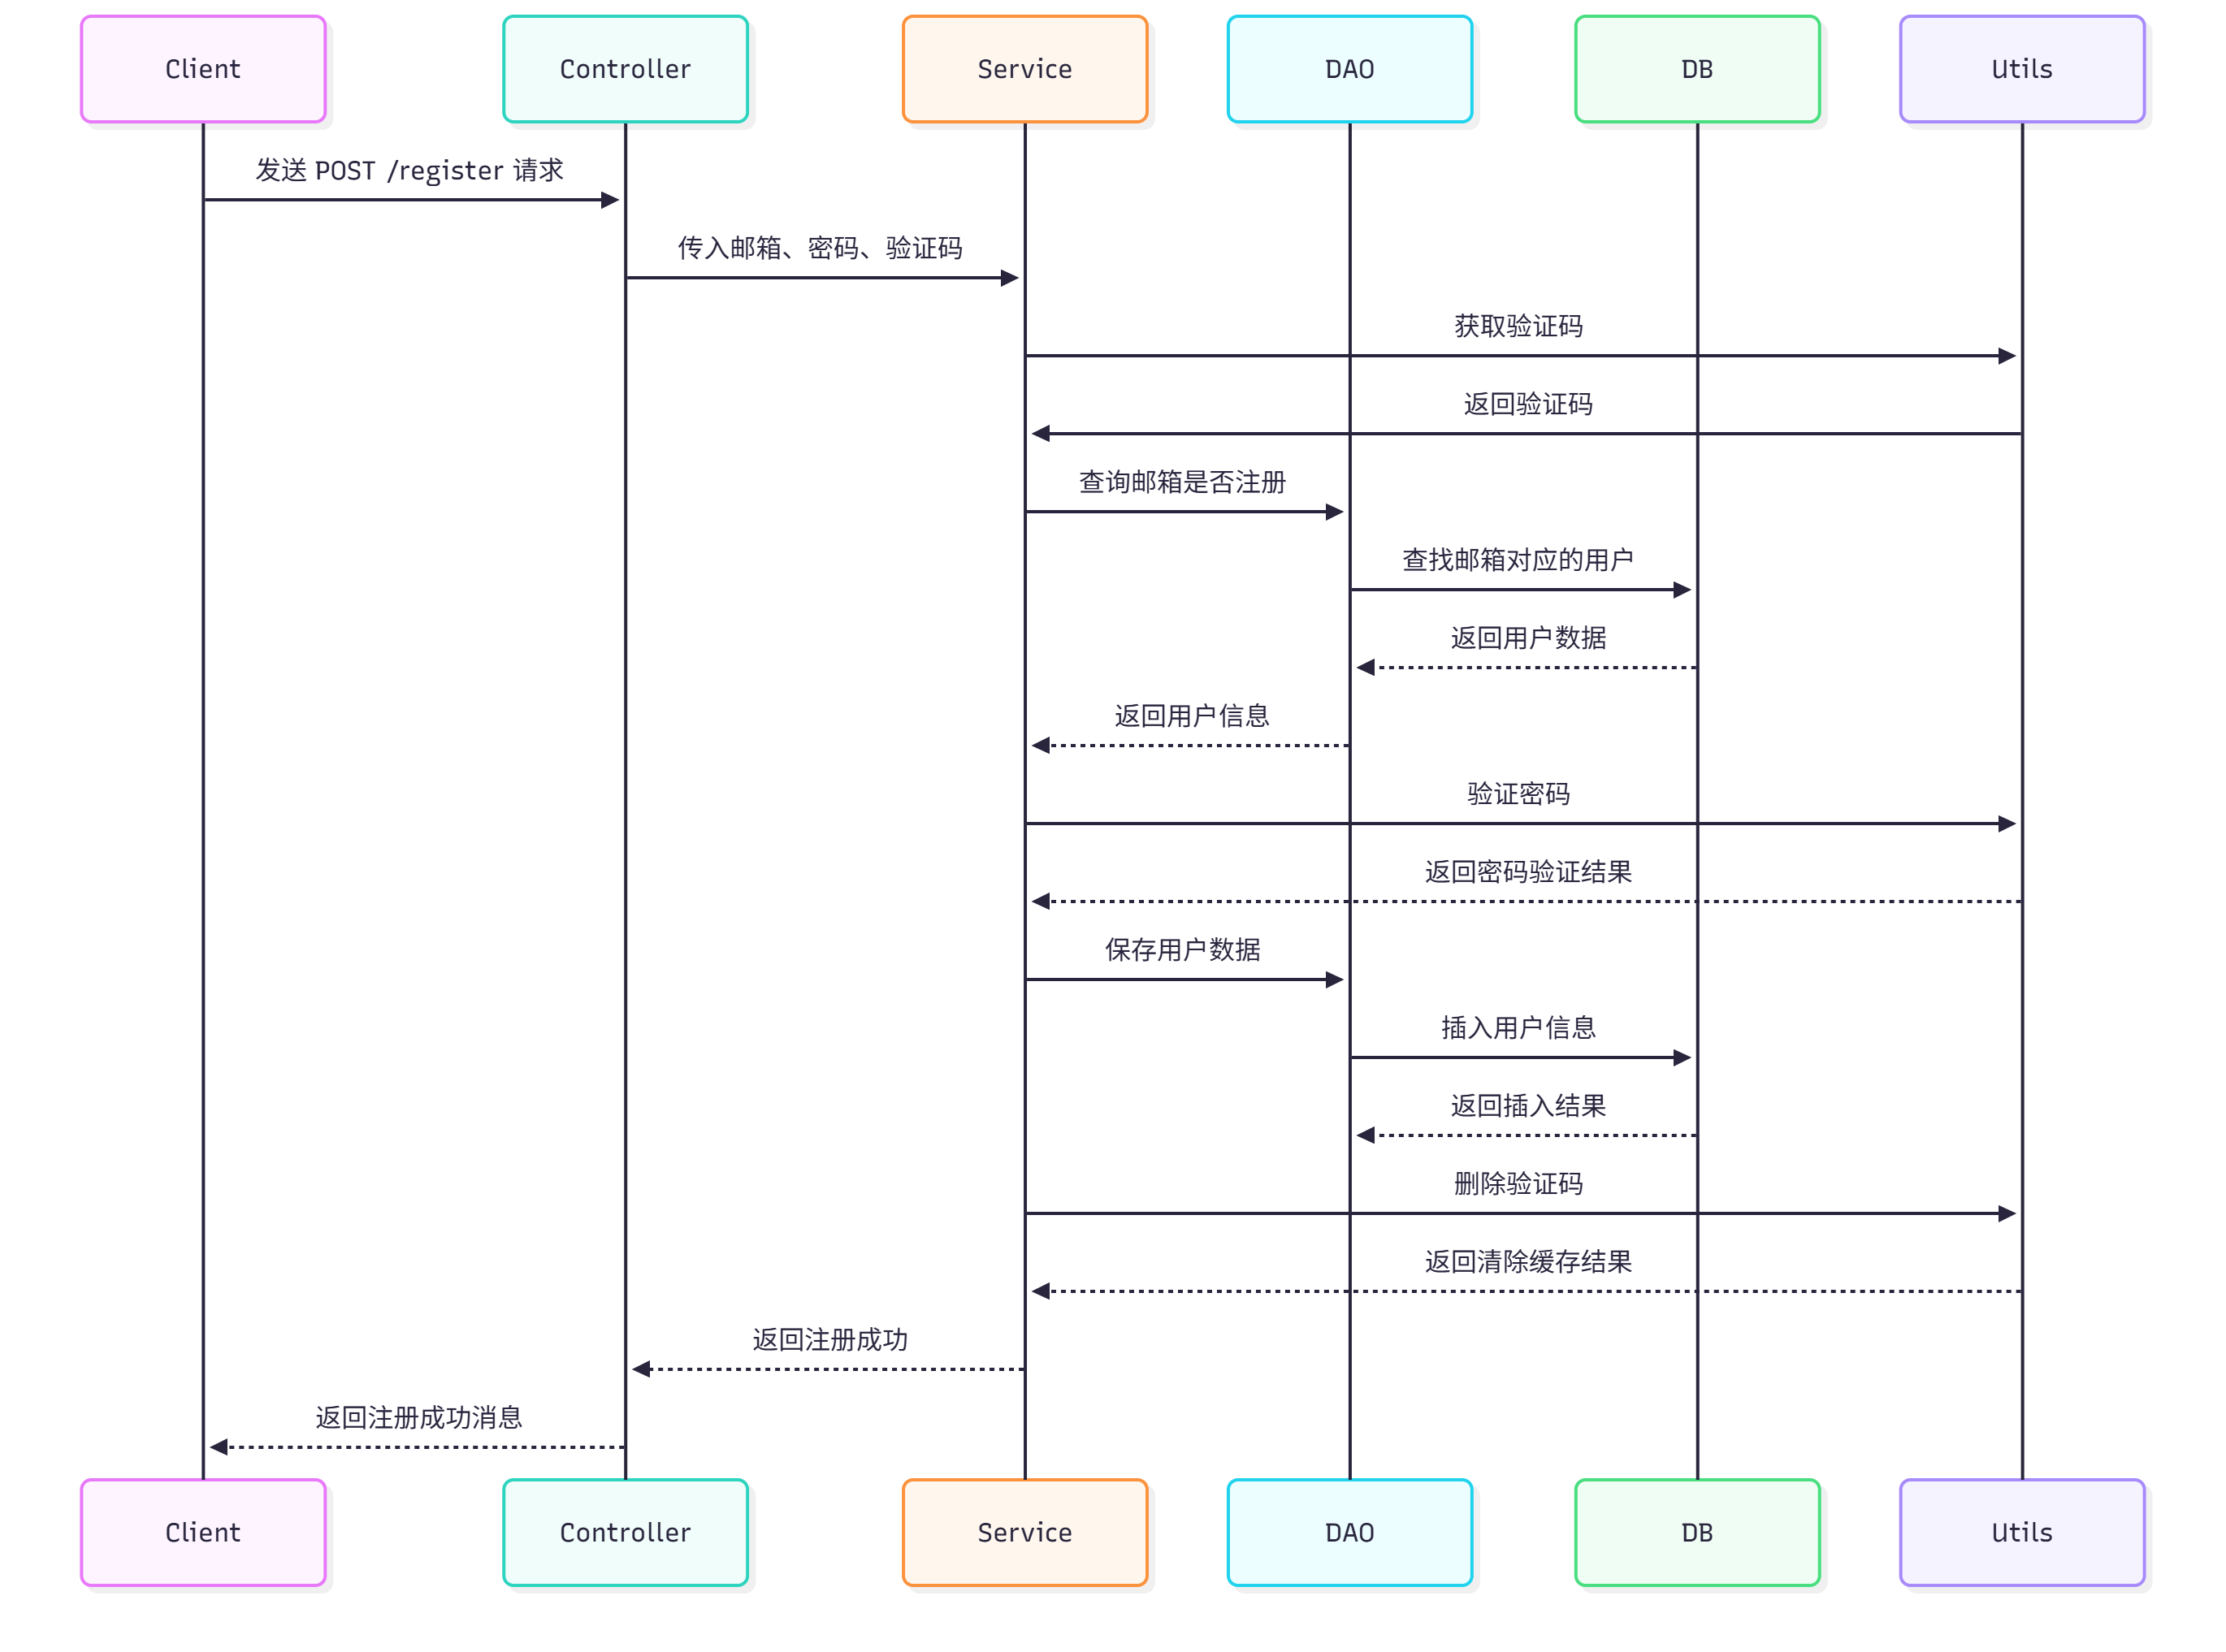 Client
Controller
Service
DAO
DB
Utils
发送 POST /register 请求
传入邮箱、密码、验证码
获取验证码
返回验证码
查询邮箱是否注册
查找邮箱对应的用户
返回用户数据
返回用户信息
验证密码
返回密码验证结果
保存用户数据
插入用户信息
返回插入结果
删除验证码
返回清除缓存结果
返回注册成功
返回注册成功消息
Client
Controller
Service
DAO
DB
Utils